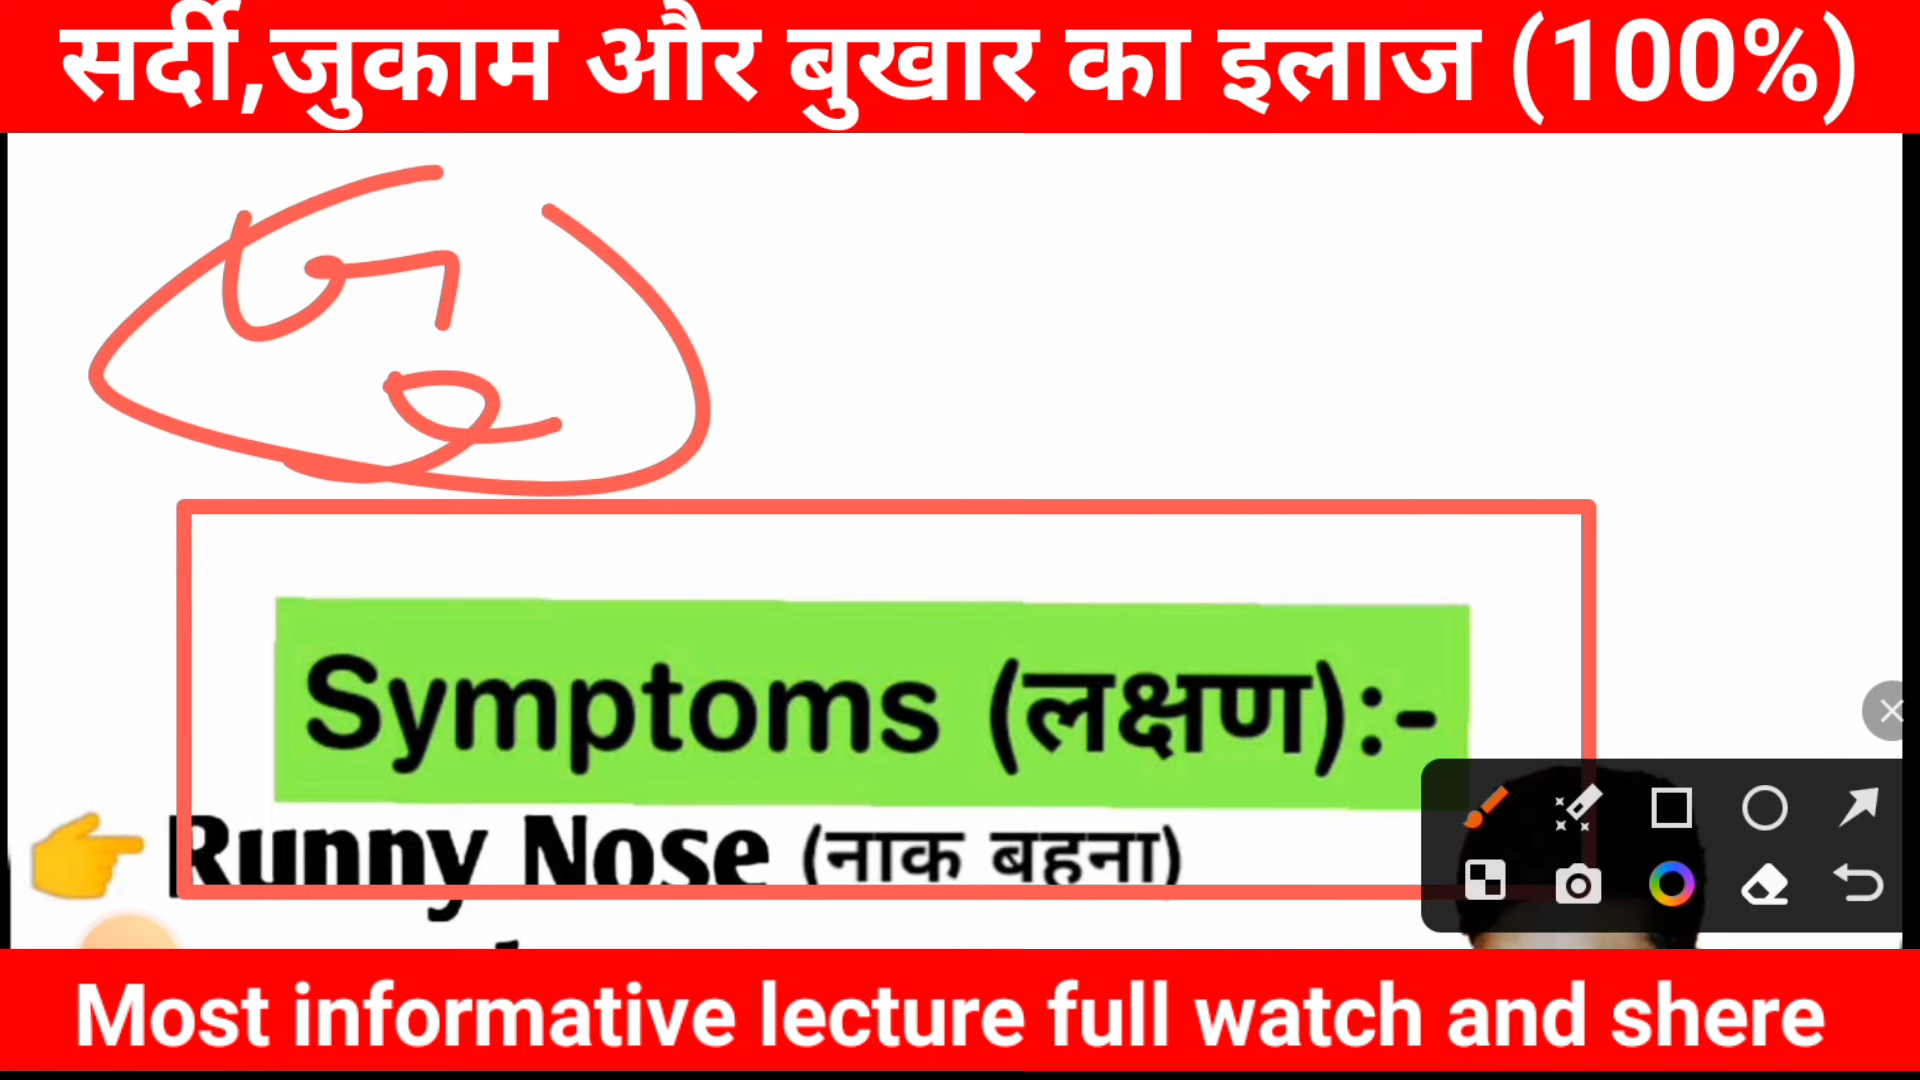 सर्दी,जुकाम और बुखार का इलाज (100%)
Symptoms (लक्षण):-
Runny Nose (नाक बहना)
Most informative lecture full watch and shere